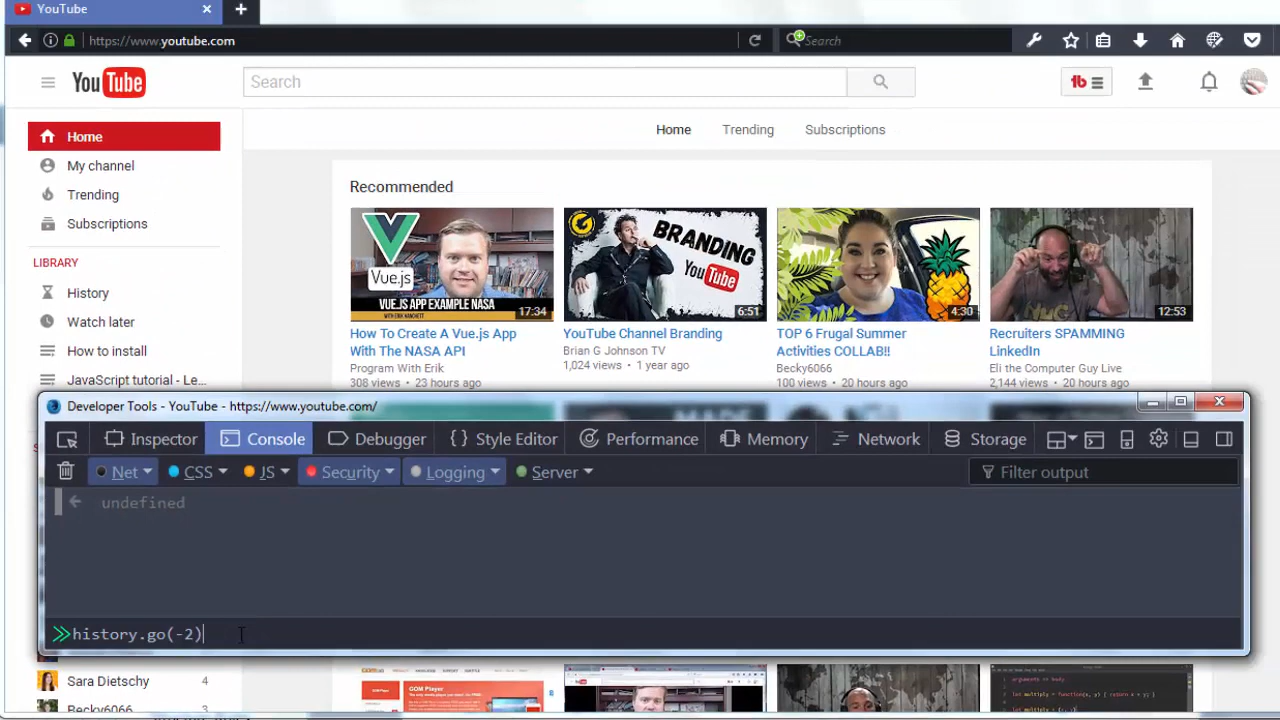 YouTube
https://www.youtube.com
Search
YouTube
Search
Home
My channel
Trending
Subscriptions
LIBRARY
History
Watch later
How to install
JavaScript tutorial - Le...
Home Trending Subscriptions
Recommended
Vue.js
VUE.JS APP EXAMPLE NASA
WITH ERIK HANCHETT
17:34
How To Create A Vue.js App
With The NASA API
Program With Erik
308 views • 23 hours ago
BRANDING
YouTube
6:51
YouTube Channel Branding
Brian G Johnson TV
1,024 views • 1 year ago
4:30
TOP 6 Frugal Summer
Activities COLLAB!!
Becky6066
100 views • 20 hours ago
12:53
Recruiters SPAMMING
LinkedIn
Eli the Computer Guy Live
2,144 views • 20 hours ago
Developer Tools - YouTube - https://www.youtube.com/
Inspector Console Debugger Style Editor Performance Memory Network Storage
Net CSS JS Security Logging Server Filter output
undefined
history.go(-2)
Sara Dietschy 4
Becky6066
GOM Player